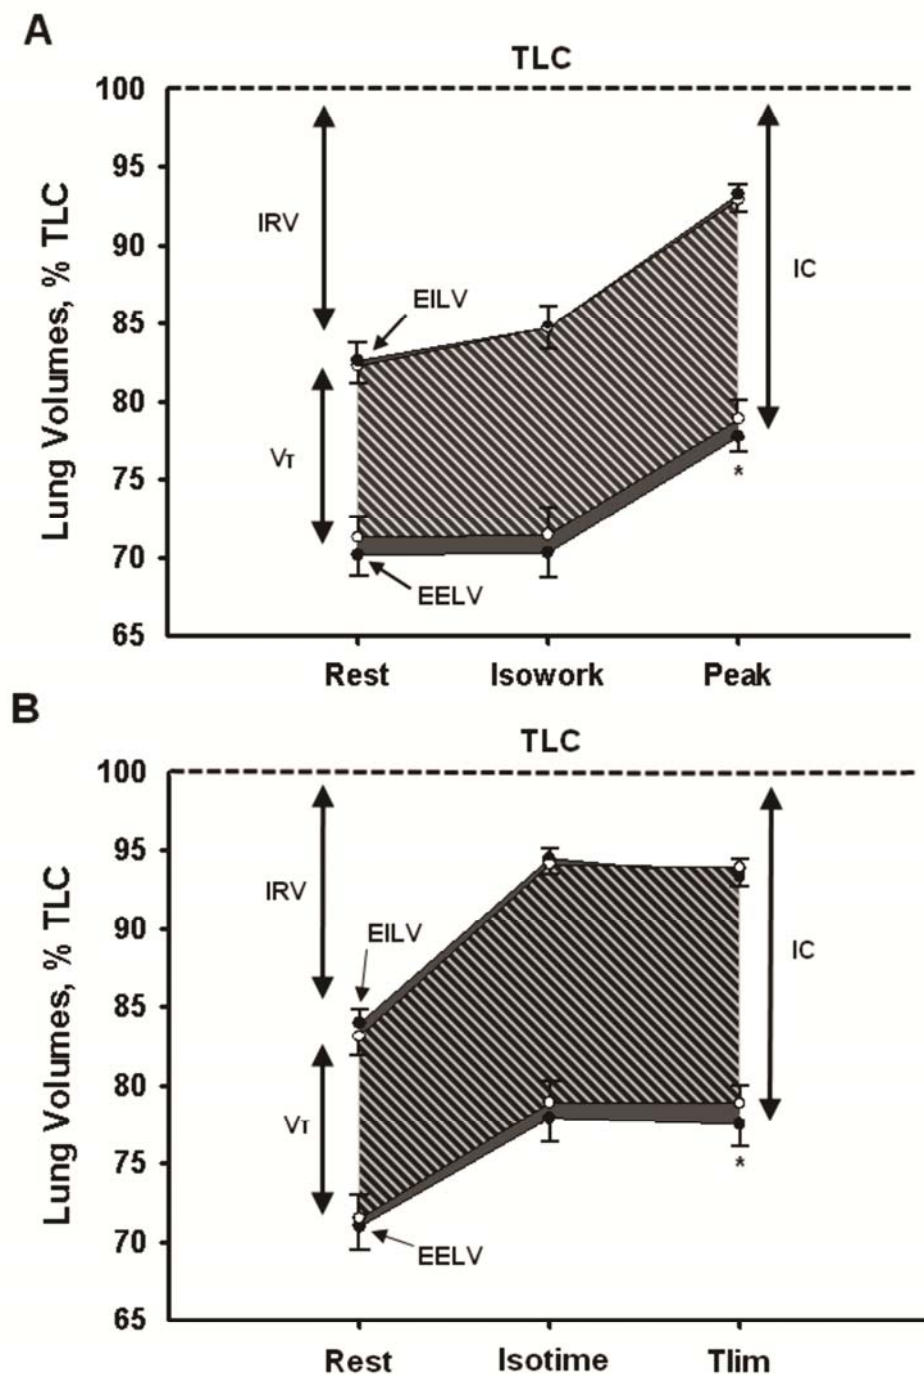 A
TLC
100
95
90
85
80
75
70
65
Lung Volumes, % TLC
IRV
IC
EILV
VT
*
EELV
Rest Isowork Peak
B
TLC
100
95
90
85
80
75
70
65
Lung Volumes, % TLC
IRV
EILV
IC
VT
*
EELV
Rest Isotime Tlim